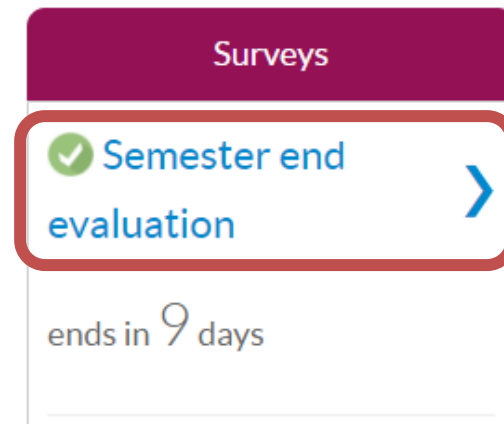 Surveys
Semester end
evaluation
ends in 9 days